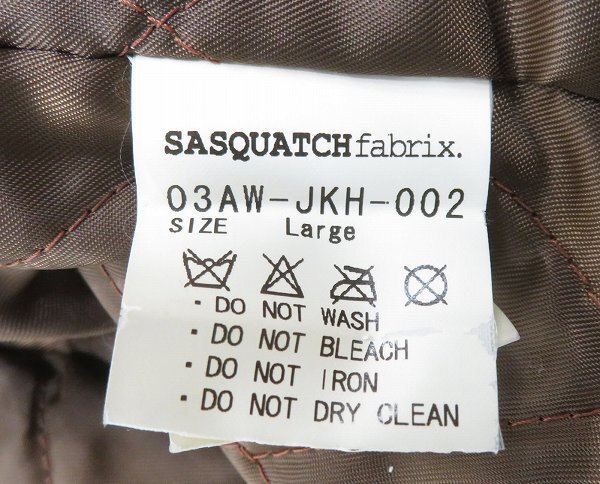 SASQUATCHfabrix.
03AW-JKH-002
SIZE Large
・DO NOT WASH
・DO NOT BLEACH
・DO NOT IRON
・DO NOT DRY CLEAN